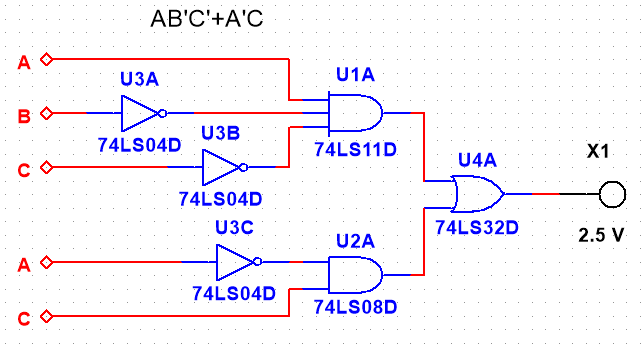 AB'C'+A'C
A
U3A
U1A
B
74LS04D
U3B
74LS11D
C
74LS04D
U4A
X1
74LS32D
2.5 V
U3C
U2A
A
74LS04D
74LS08D
C